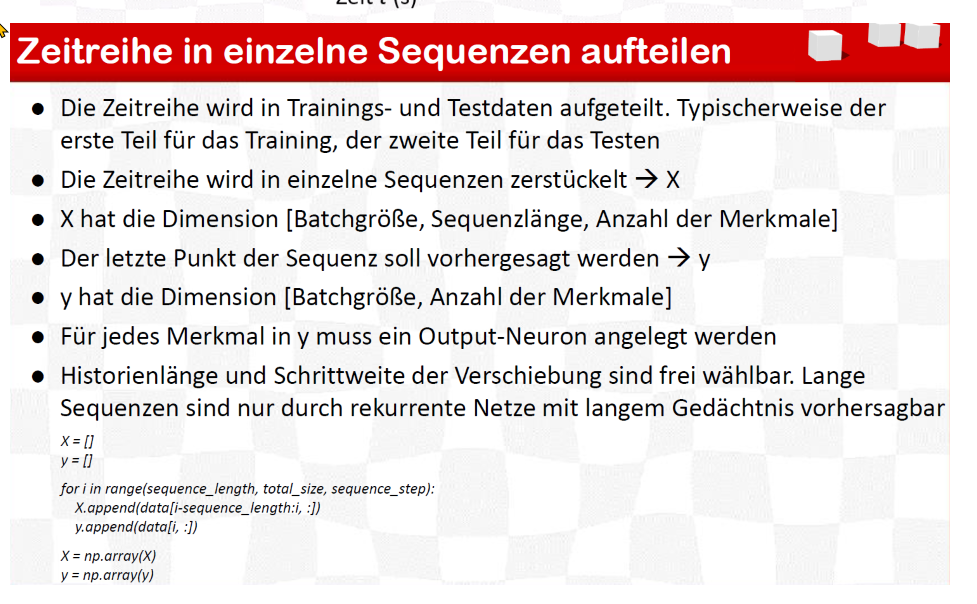 Zeit t (s)
Zeitreihe in einzelne Sequenzen aufteilen
● Die Zeitreihe wird in Trainings- und Testdaten aufgeteilt. Typischerweise der
erste Teil für das Training, der zweite Teil für das Testen
● Die Zeitreihe wird in einzelne Sequenzen zerstückelt → X
● X hat die Dimension [Batchgröße, Sequenzlänge, Anzahl der Merkmale]
● Der letzte Punkt der Sequenz soll vorhergesagt werden → y
● y hat die Dimension [Batchgröße, Anzahl der Merkmale]
● Für jedes Merkmal in y muss ein Output-Neuron angelegt werden
● Historienlänge und Schrittweite der Verschiebung sind frei wählbar. Lange
Sequenzen sind nur durch rekurrente Netze mit langem Gedächtnis vorhersagbar
X = []
y = []
for i in range(sequence_length, total_size, sequence_step):
X.append(data[i-sequence_length:i, :])
y.append(data[i, :])
X = np.array(X)
y = np.array(y)